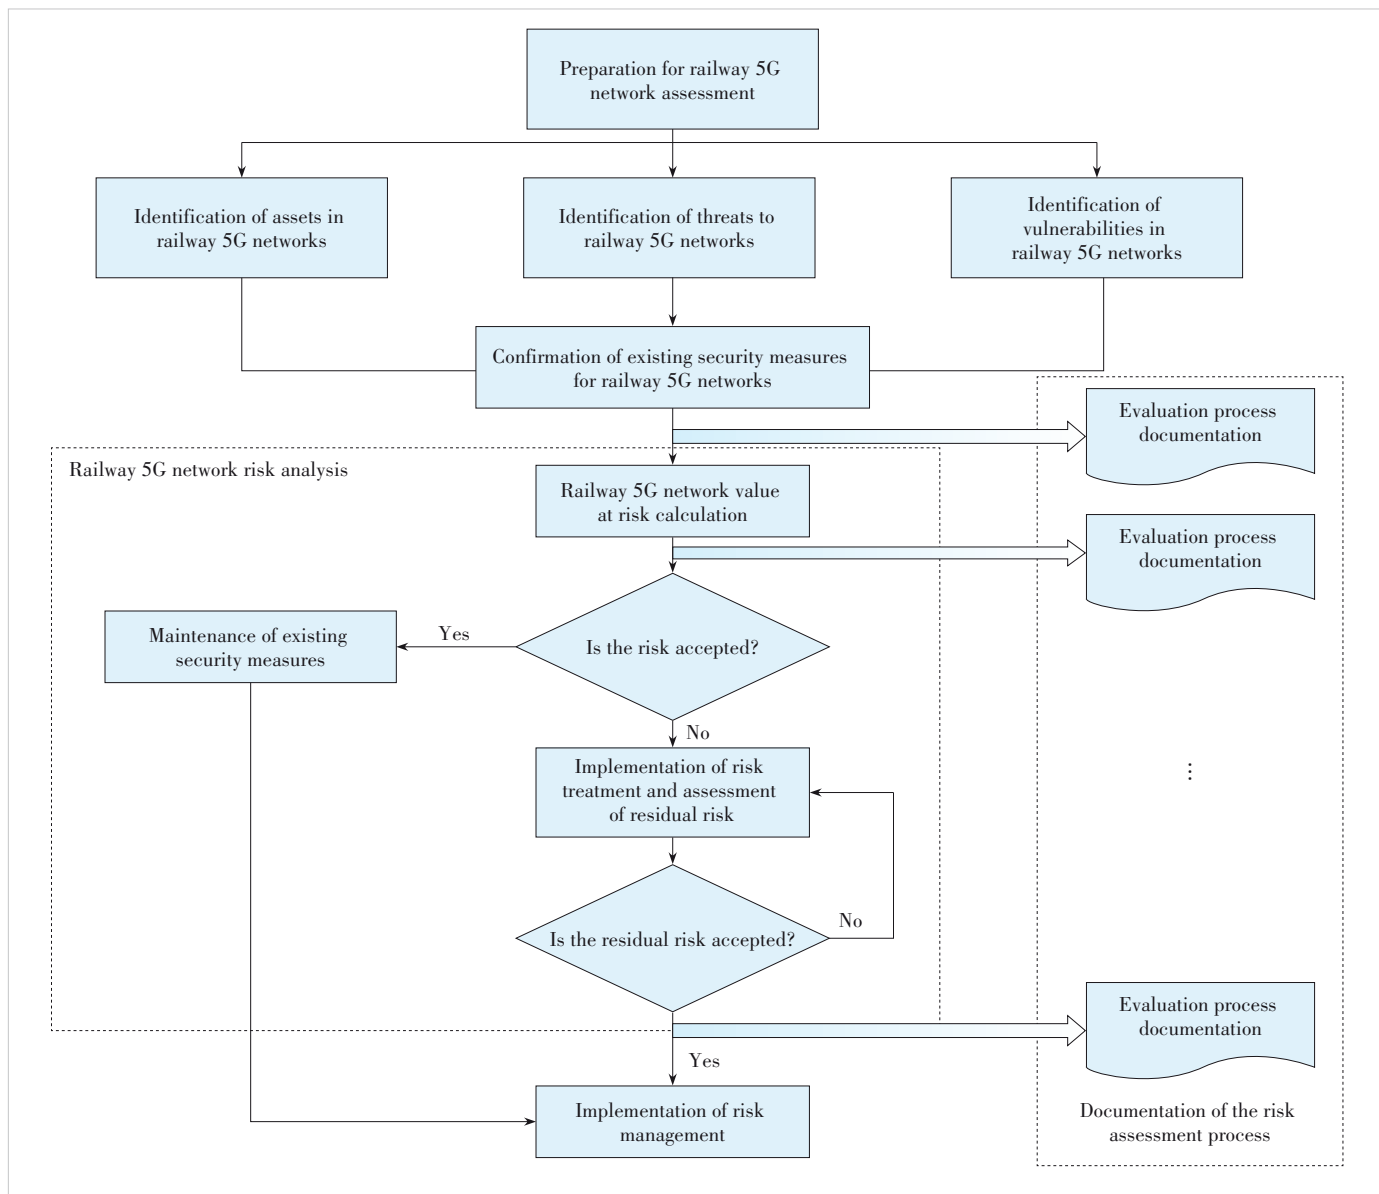 Preparation for railway 5G
network assessment
Identification of assets in
railway 5G networks
Identification of threats to
railway 5G networks
Identification of
vulnerabilities in
railway 5G networks
Confirmation of existing security measures
for railway 5G networks
Evaluation process
documentation
Railway 5G network risk analysis
Railway 5G network value
at risk calculation
Evaluation process
documentation
Is the risk accepted?
Yes
Maintenance of existing
security measures
No
Implementation of risk
treatment and assessment
of residual risk
⋮
Is the residual risk accepted?
No
Evaluation process
documentation
Yes
Implementation of risk
management
Documentation of the risk
assessment process